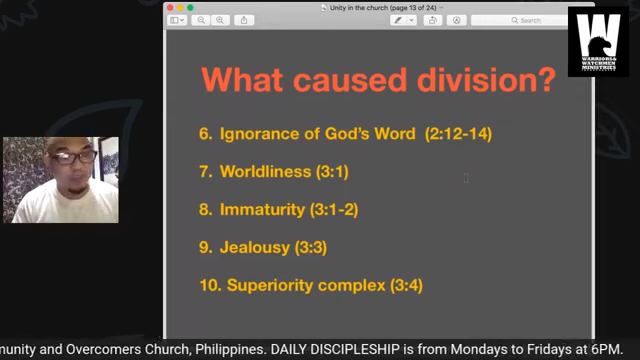 Unity in the church (page 13 of 24)
Search
WARRIORS &
WATCHMEN
MINISTRIES
What caused division?
6. Ignorance of God's Word (2:12-14)
7. Worldliness (3:1)
8. Immaturity (3:1-2)
9. Jealousy (3:3)
10. Superiority complex (3:4)
munity and Overcomers Church, Philippines. DAILY DISCIPLESHIP is from Mondays to Fridays at 6PM.